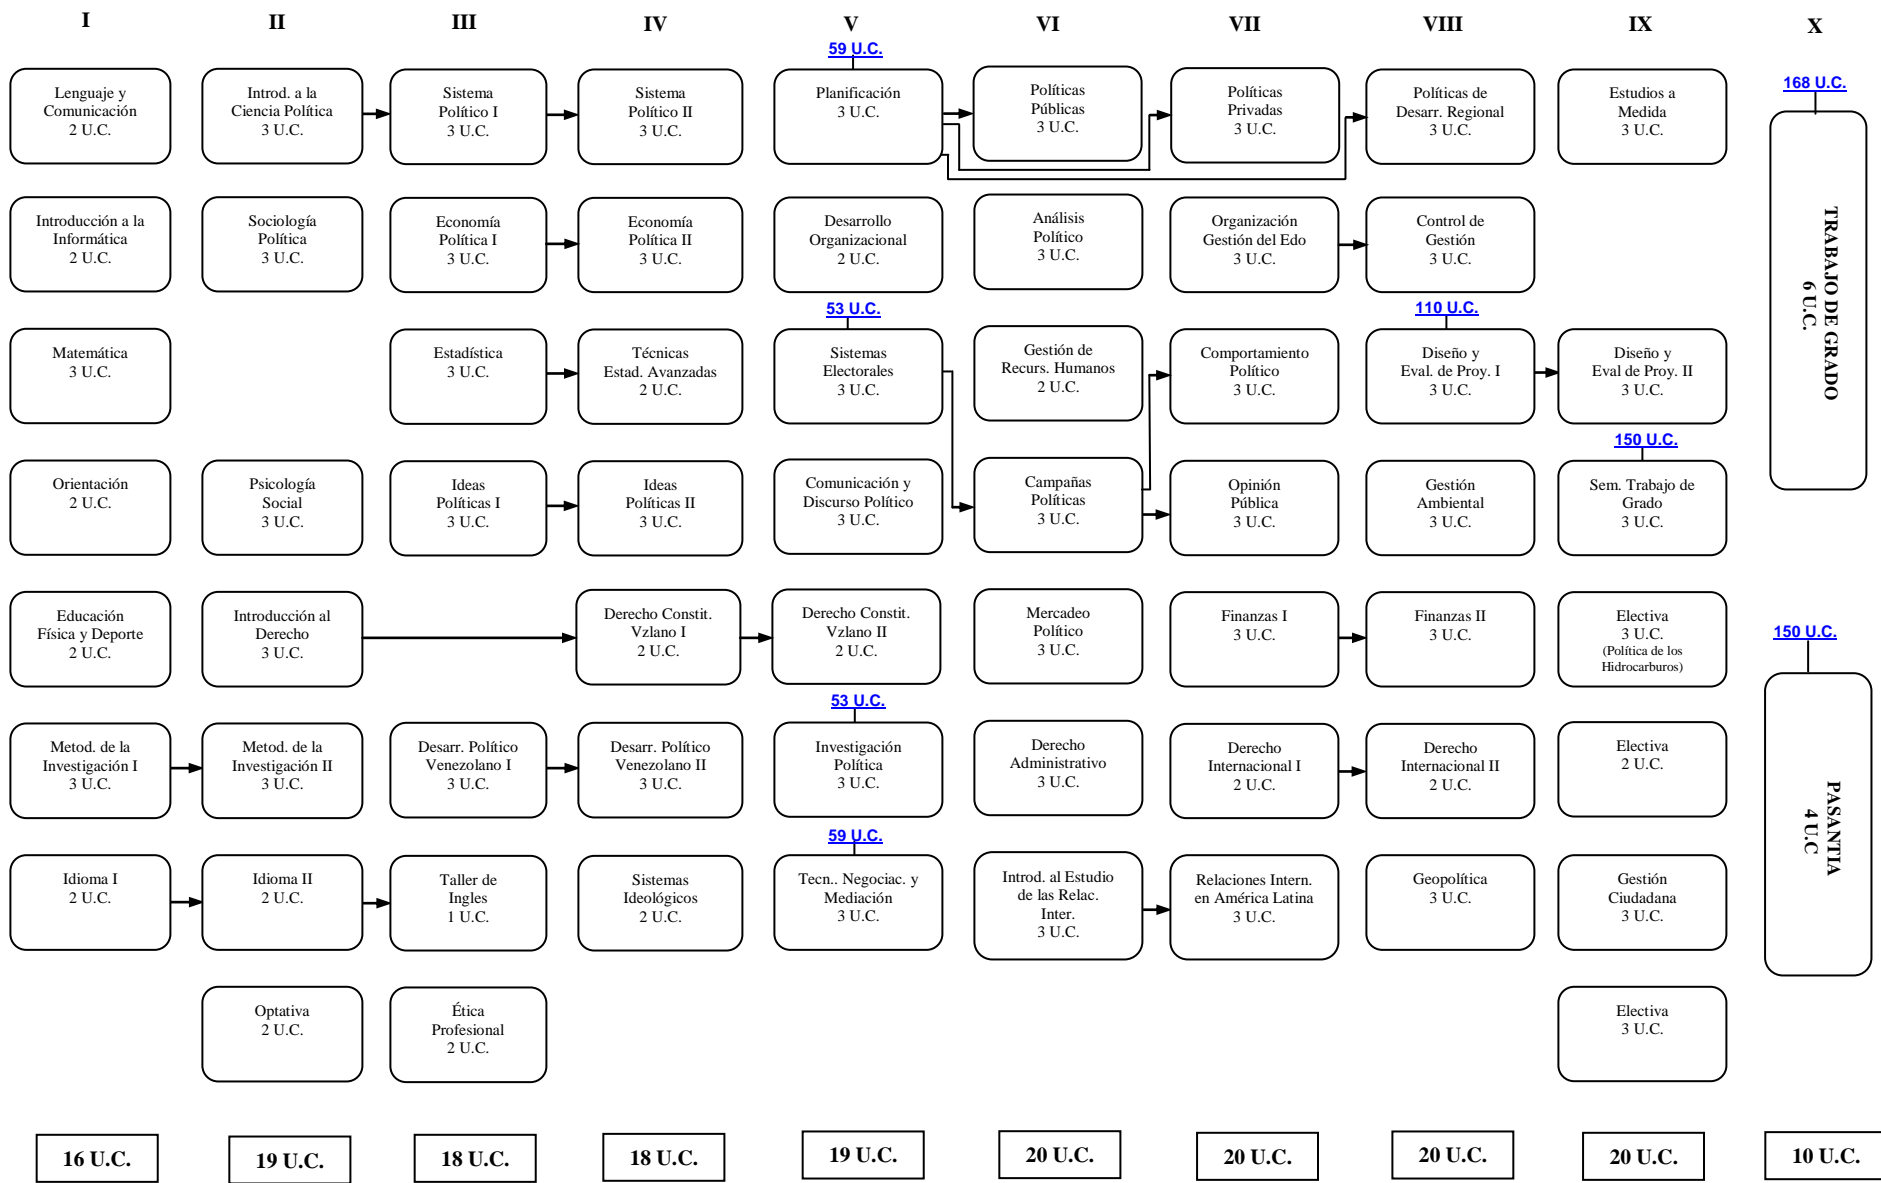 I II III IV V VI VII VIII IX X
59 U.C.
Lenguaje y
Comunicación
2 U.C.
Introd. a la
Ciencia Política
3 U.C.
Sistema
Político I
3 U.C.
Sistema
Político II
3 U.C.
Planificación
3 U.C.
Políticas
Públicas
3 U.C.
Políticas
Privadas
3 U.C.
Políticas de
Desarr. Regional
3 U.C.
Estudios a
Medida
3 U.C.
168 U.C.
TRABAJO DE GRADO
6 U.C.
Introducción a la
Informática
2 U.C.
Sociología
Política
3 U.C.
Economía
Política I
3 U.C.
Economía
Política II
3 U.C.
Desarrollo
Organizacional
2 U.C.
Análisis
Político
3 U.C.
Organización
Gestión del Edo
3 U.C.
Control de
Gestión
3 U.C.
53 U.C.
110 U.C.
Matemática
3 U.C.
Estadística
3 U.C.
Técnicas
Estad. Avanzadas
2 U.C.
Sistemas
Electorales
3 U.C.
Gestión de
Recurs. Humanos
2 U.C.
Comportamiento
Político
3 U.C.
Diseño y
Eval. de Proy. I
3 U.C.
Diseño y
Eval de Proy. II
3 U.C.
150 U.C.
Orientación
2 U.C.
Psicología
Social
3 U.C.
Ideas
Políticas I
3 U.C.
Ideas
Políticas II
3 U.C.
Comunicación y
Discurso Político
3 U.C.
Campañas
Políticas
3 U.C.
Opinión
Pública
3 U.C.
Gestión
Ambiental
3 U.C.
Sem. Trabajo de
Grado
3 U.C.
Educación
Física y Deporte
2 U.C.
Introducción al
Derecho
3 U.C.
Derecho Constit.
Vzlano I
2 U.C.
Derecho Constit.
Vzlano II
2 U.C.
Mercadeo
Político
3 U.C.
Finanzas I
3 U.C.
Finanzas II
3 U.C.
Electiva
3 U.C.
(Política de los
Hidrocarburos)
150 U.C.
PASANTIA
4 U.C
53 U.C.
Metod. de la
Investigación I
3 U.C.
Metod. de la
Investigación II
3 U.C.
Desarr. Político
Venezolano I
3 U.C.
Desarr. Político
Venezolano II
3 U.C.
Investigación
Política
3 U.C.
Derecho
Administrativo
3 U.C.
Derecho
Internacional I
2 U.C.
Derecho
Internacional II
2 U.C.
Electiva
2 U.C.
59 U.C.
Idioma I
2 U.C.
Idioma II
2 U.C.
Taller de
Ingles
1 U.C.
Sistemas
Ideológicos
2 U.C.
Tecn.. Negociac. y
Mediación
3 U.C.
Introd. al Estudio
de las Relac.
Inter.
3 U.C.
Relaciones Intern.
en América Latina
3 U.C.
Geopolítica
3 U.C.
Gestión
Ciudadana
3 U.C.
Optativa
2 U.C.
Ética
Profesional
2 U.C.
Electiva
3 U.C.
16 U.C. 19 U.C. 18 U.C. 18 U.C. 19 U.C. 20 U.C. 20 U.C. 20 U.C. 20 U.C. 10 U.C.